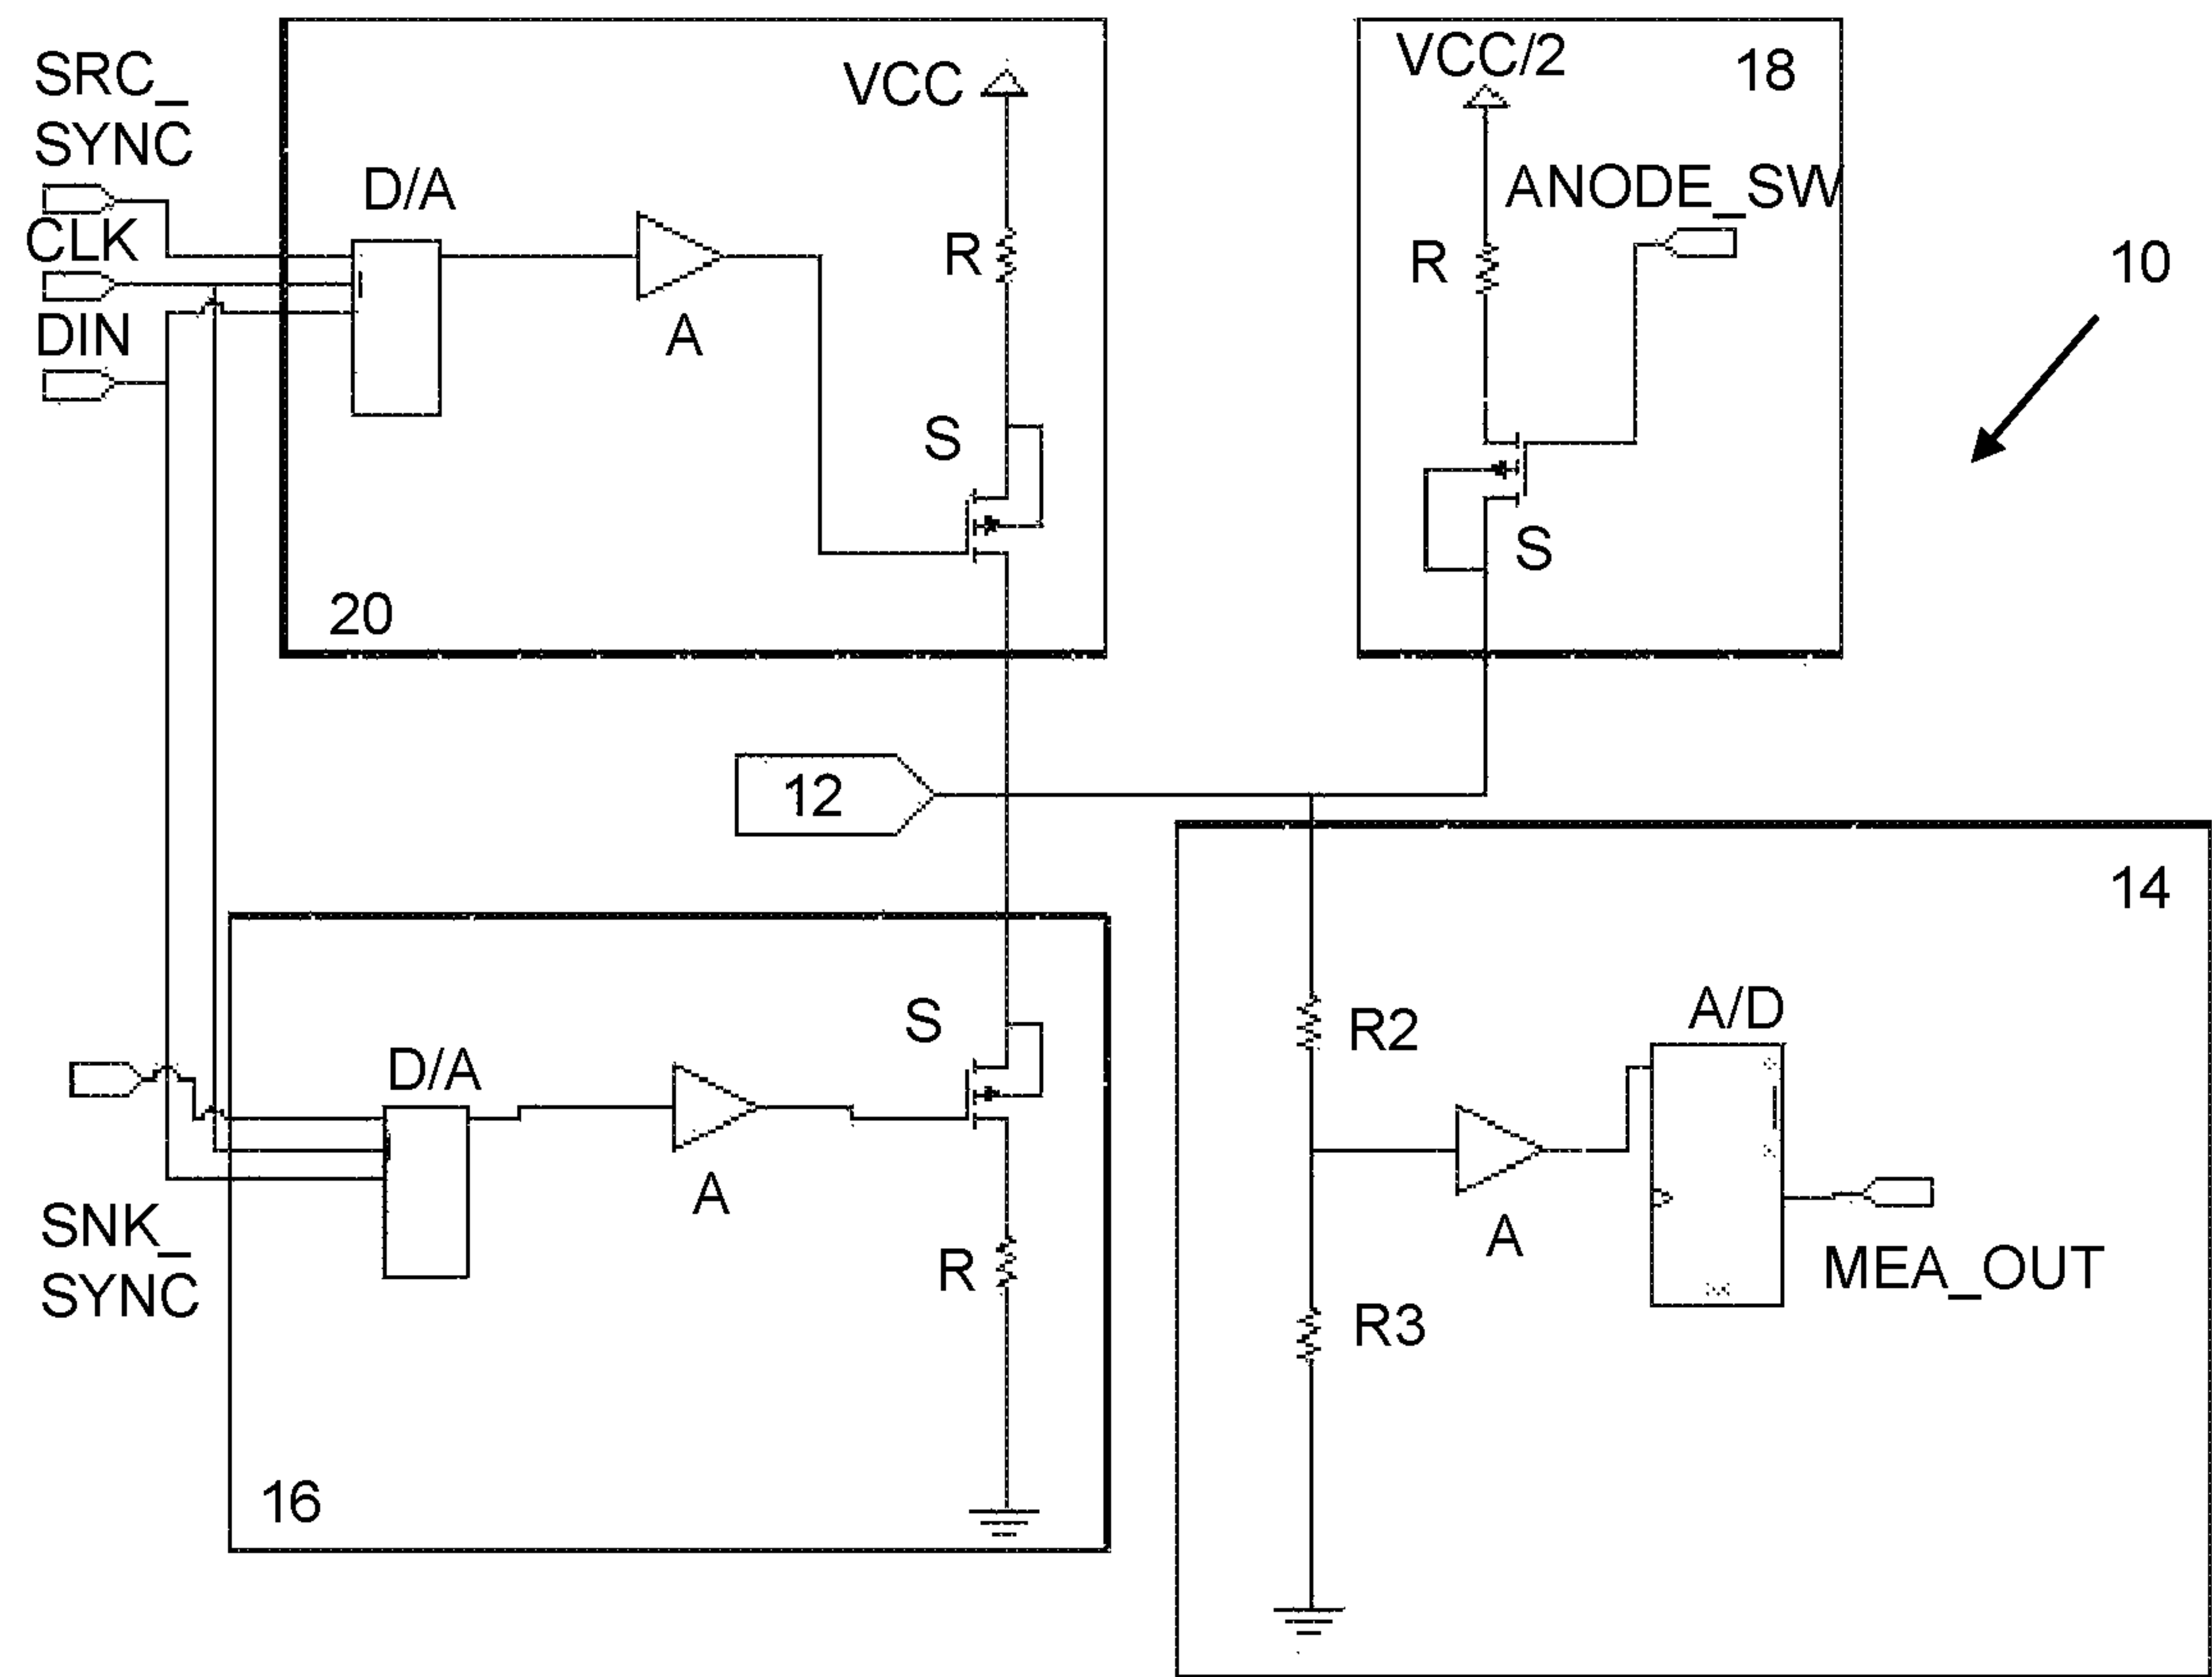 SRC_
SYNC
CLK
DIN
D/A
A
VCC
R
S
20
VCC/2
18
ANODE_SW
R
S
10
12
14
SNK_
SYNC
D/A
A
S
R
16
R2
R3
A
A/D
MEA_OUT